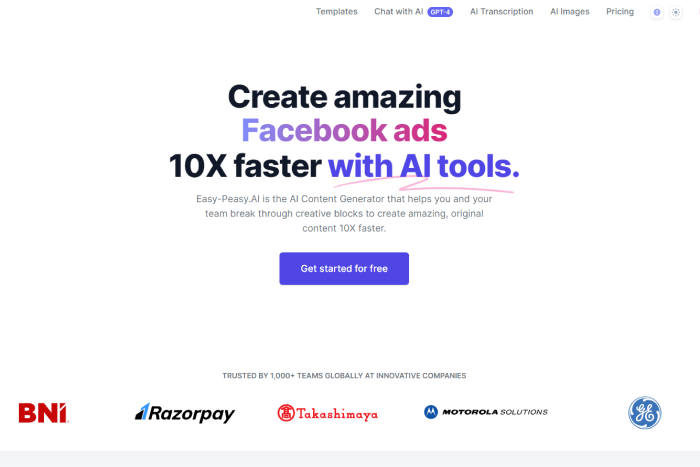 Templates Chat with AI GPT-4 AI Transcription AI Images Pricing
Create amazing
Facebook ads
10X faster with AI tools.
Easy-Peasy.AI is the AI Content Generator that helps you and your
team break through creative blocks to create amazing, original
content 10X faster.
Get started for free
TRUSTED BY 1,000+ TEAMS GLOBALLY AT INNOVATIVE COMPANIES
BNI Razorpay 髙 Takashimaya M MOTOROLA SOLUTIONS GE